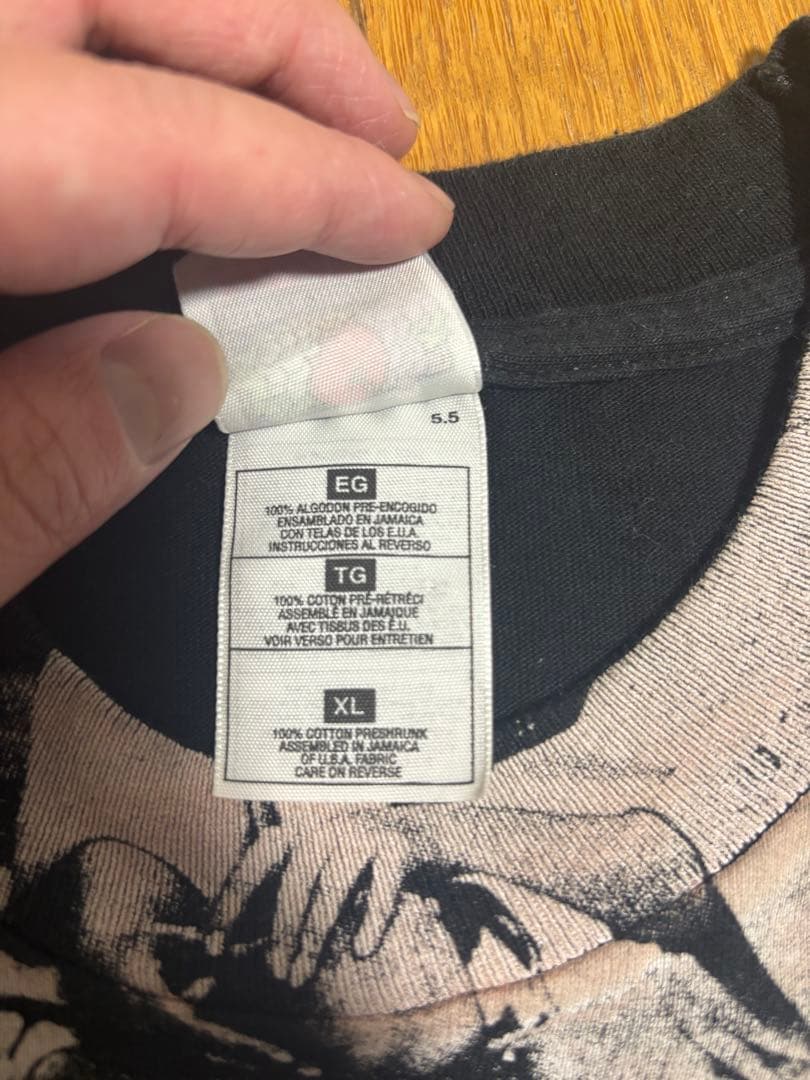 5.5
EG
100% ALGODON PRE-ENCOGIDO
ENSAMBLADO EN JAMAICA
CON TELAS DE LOS E.U.A.
INSTRUCCIONES AL REVERSO
TG
100% COTON PRÉ-RÉTRÉCI
ASSEMBLÉ EN JAMAIQUE
AVEC TISSUS DES É.U.
VOIR VERSO POUR ENTRETIEN
XL
100% COTTON PRESHRUNK
ASSEMBLED IN JAMAICA
OF U.S.A. FABRIC
CARE ON REVERSE